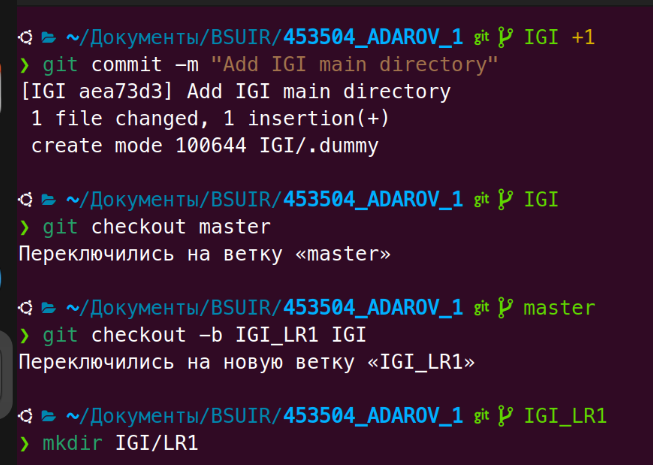 ~/Документы/BSUIR/453504_ADAROV_1 git IGI +1
❯ git commit -m "Add IGI main directory"
[IGI aea73d3] Add IGI main directory
1 file changed, 1 insertion(+)
create mode 100644 IGI/.dummy
~/Документы/BSUIR/453504_ADAROV_1 git IGI
❯ git checkout master
Переключились на ветку «master»
~/Документы/BSUIR/453504_ADAROV_1 git master
❯ git checkout -b IGI_LR1 IGI
Переключились на новую ветку «IGI_LR1»
~/Документы/BSUIR/453504_ADAROV_1 git IGI_LR1
❯ mkdir IGI/LR1